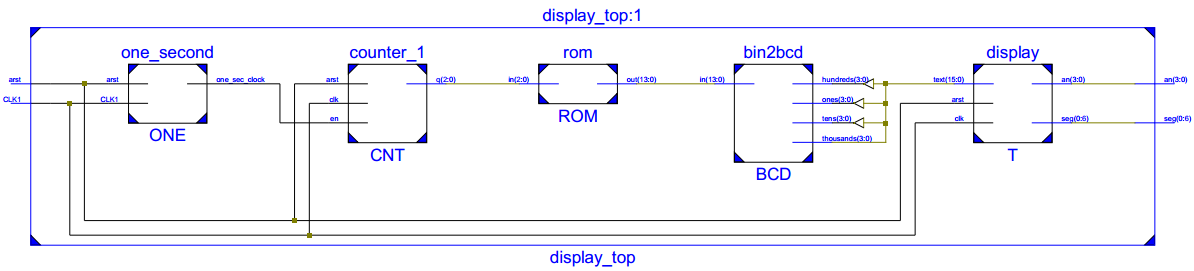 display_top:1
one_second
counter_1
rom
bin2bcd
display
arst
arst
one_sec_clock
arst
q(2:0)
in(2:0)
out(13:0)
in(13:0)
hundreds(3:0)
text(15:0)
an(3:0)
an(3:0)
CLK1
CLK1
clk
ones(3:0)
arst
en
tens(3:0)
clk
seg(0:6)
seg(0:6)
thousands(3:0)
ONE
CNT
ROM
BCD
T
display_top